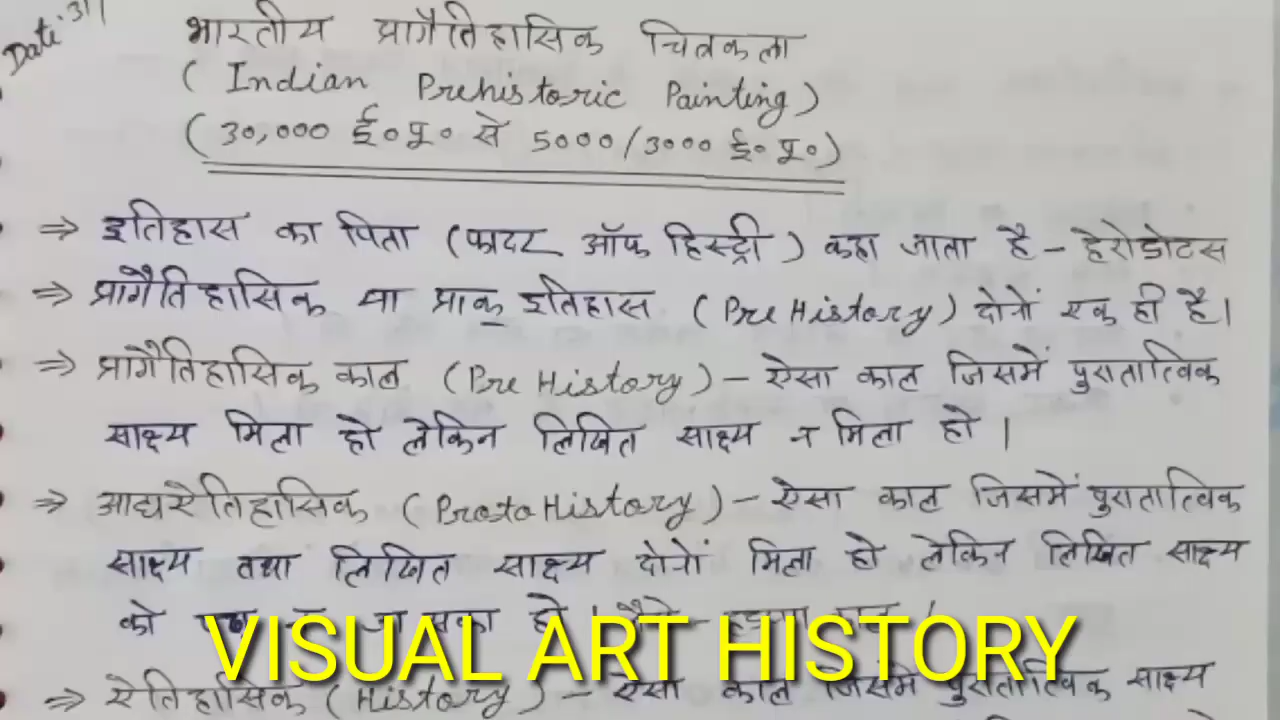 Date: 31
भारतीय प्रागैतिहासिक चित्रकला
(Indian Prehistoric Painting)
(30,000 ई०पू० से 5000/3000 ई०पू०)
⇒ इतिहास का पिता (फादर ऑफ हिस्ट्री) कहा जाता है - हेरोडोटस
⇒ प्रागैतिहासिक या प्राक् इतिहास (Pre History) दोनों एक ही है।
⇒ प्रागैतिहासिक काल (Pre History) - ऐसा काल जिसमें पुरातात्विक
साक्ष्य मिला हो लेकिन लिखित साक्ष्य न मिला हो।
⇒ आद्यऐतिहासिक (Proto History) - ऐसा काल जिसमें पुरातात्विक
साक्ष्य तथा लिखित साक्ष्य दोनों मिला हो लेकिन लिखित साक्ष्य
को न जा सका हो। जैसे -
VISUAL ART HISTORY
⇒ ऐतिहासिक (History) - ऐसा काल जिसमें पुरातात्विक साक्ष्य